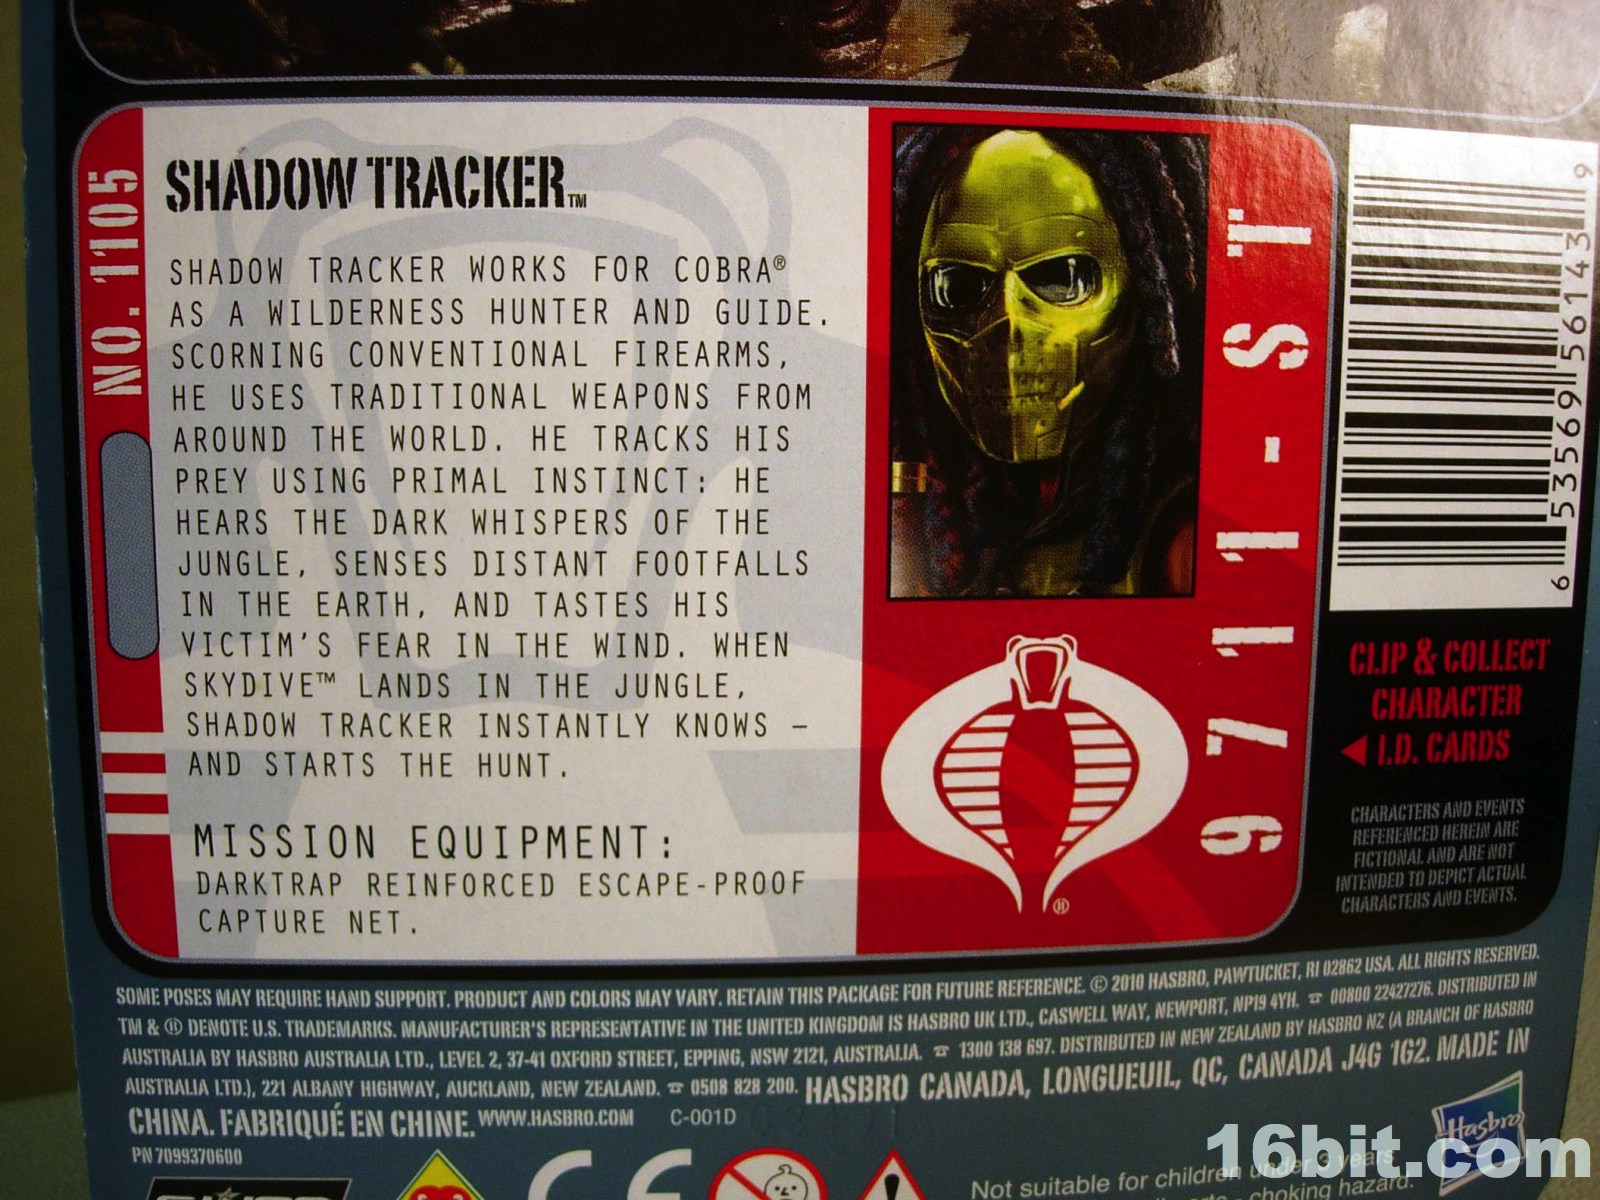 NO. 1105
SHADOW TRACKER™
SHADOW TRACKER WORKS FOR COBRA®
AS A WILDERNESS HUNTER AND GUIDE.
SCORNING CONVENTIONAL FIREARMS,
HE USES TRADITIONAL WEAPONS FROM
AROUND THE WORLD. HE TRACKS HIS
PREY USING PRIMAL INSTINCT: HE
HEARS THE DARK WHISPERS OF THE
JUNGLE, SENSES DISTANT FOOTFALLS
IN THE EARTH, AND TASTES HIS
VICTIM'S FEAR IN THE WIND. WHEN
SKYDIVE™ LANDS IN THE JUNGLE,
SHADOW TRACKER INSTANTLY KNOWS –
AND STARTS THE HUNT.
MISSION EQUIPMENT:
DARKTRAP REINFORCED ESCAPE-PROOF
CAPTURE NET.
®
6 53569 56143 9
CLIP & COLLECT
CHARACTER
I.D. CARDS
CHARACTERS AND EVENTS
REFERENCED HEREIN ARE
FICTIONAL AND ARE NOT
INTENDED TO DEPICT ACTUAL
CHARACTERS AND EVENTS.
SOME POSES MAY REQUIRE HAND SUPPORT. PRODUCT AND COLORS MAY VARY. RETAIN THIS PACKAGE FOR FUTURE REFERENCE. © 2010 HASBRO, PAWTUCKET, RI 02862 USA. ALL RIGHTS RESERVED.
TM & ® DENOTE U.S. TRADEMARKS. MANUFACTURER'S REPRESENTATIVE IN THE UNITED KINGDOM IS HASBRO UK LTD., CASWELL WAY, NEWPORT, NP19 4YH. ☎ 00800 22427276. DISTRIBUTED IN
AUSTRALIA BY HASBRO AUSTRALIA LTD., LEVEL 2, 37-41 OXFORD STREET, EPPING, NSW 2121, AUSTRALIA. ☎ 1300 138 697. DISTRIBUTED IN NEW ZEALAND BY HASBRO NZ (A BRANCH OF HASBRO
AUSTRALIA LTD.), 221 ALBANY HIGHWAY, AUCKLAND, NEW ZEALAND. ☎ 0508 828 200. HASBRO CANADA, LONGUEUIL, QC, CANADA J4G 1G2. MADE IN
CHINA. FABRIQUÉ EN CHINE. WWW.HASBRO.COM C-001D
PN 7099370600
Hasbro
16bit.com
CE
Not suitable for children under 3 years
choking hazard.